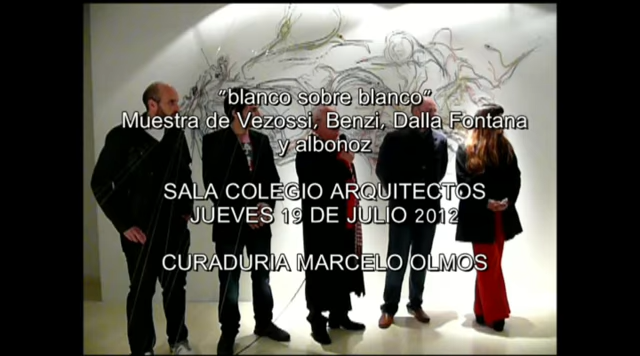 "blanco sobre blanco"
Muestra de Vezossi, Benzi, Dalla Fontana
y albonoz
SALA COLEGIO ARQUITECTOS
JUEVES 19 DE JULIO 2012
CURADURIA MARCELO OLMOS